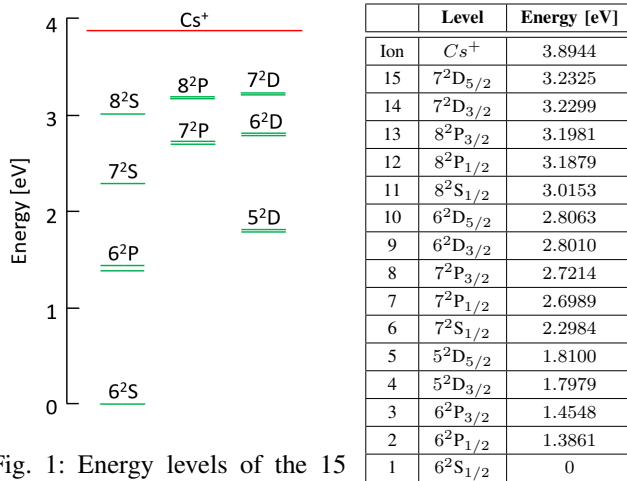 Cs⁺
4
8²S
8²P
7²D
3
7²P
6²D
7²S
2
5²D
6²P
1
6²S
0
Energy [eV]
ig. 1: Energy levels of the 15
Level Energy [eV]
Ion Cs⁺ 3.8944
15 7²D₅/₂ 3.2325
14 7²D₃/₂ 3.2299
13 8²P₃/₂ 3.1981
12 8²P₁/₂ 3.1879
11 8²S₁/₂ 3.0153
10 6²D₅/₂ 2.8063
9 6²D₃/₂ 2.8010
8 7²P₃/₂ 2.7214
7 7²P₁/₂ 2.6989
6 7²S₁/₂ 2.2984
5 5²D₅/₂ 1.8100
4 5²D₃/₂ 1.7979
3 6²P₃/₂ 1.4548
2 6²P₁/₂ 1.3861
1 6²S₁/₂ 0